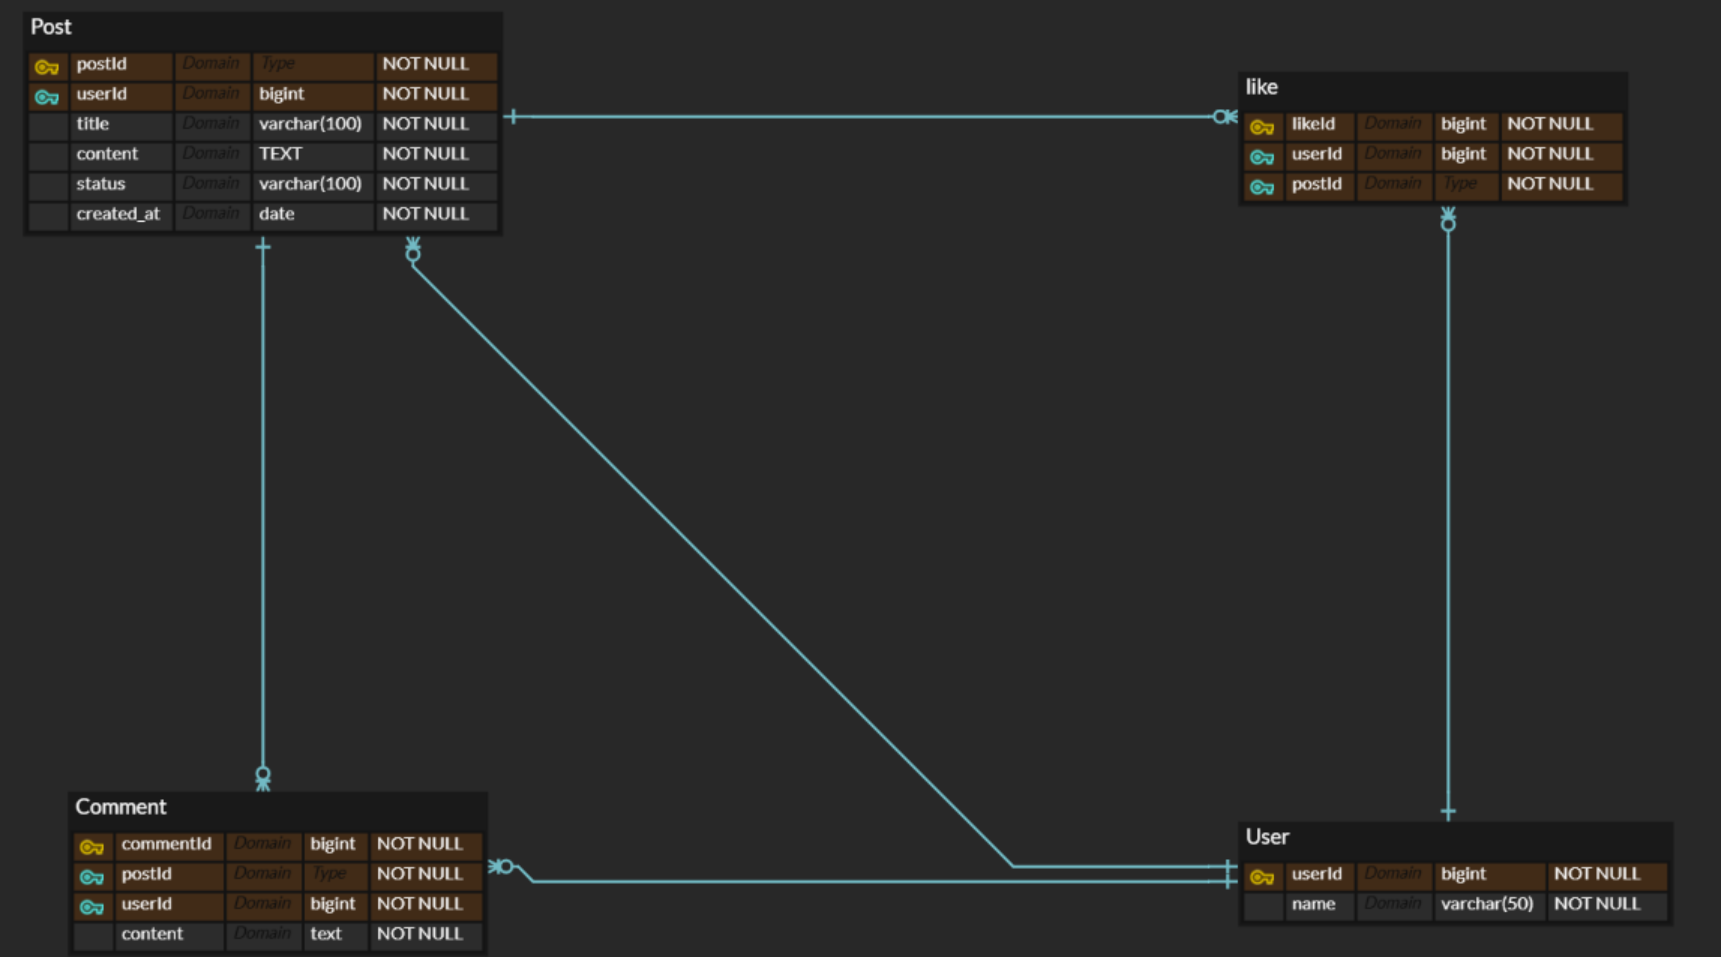 Post
postId Domain Type NOT NULL
userId Domain bigint NOT NULL
title Domain varchar(100) NOT NULL
content Domain TEXT NOT NULL
status Domain varchar(100) NOT NULL
created_at Domain date NOT NULL
like
likeId Domain bigint NOT NULL
userId Domain bigint NOT NULL
postId Domain Type NOT NULL
Comment
commentId Domain bigint NOT NULL
postId Domain Type NOT NULL
userId Domain bigint NOT NULL
content Domain text NOT NULL
User
userId Domain bigint NOT NULL
name Domain varchar(50) NOT NULL